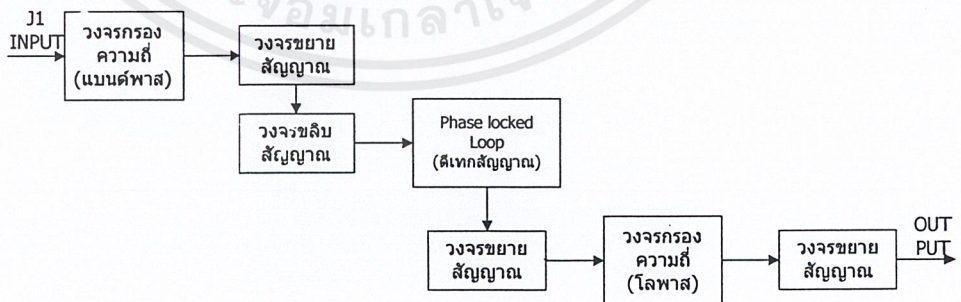 J1
INPUT
วงจรกรอง
ความถี่
(แบนด์พาส)
วงจรขยาย
สัญญาณ
วงจรขลิบ
สัญญาณ
Phase locked
Loop
(ดีเทกสัญญาณ)
วงจรขยาย
สัญญาณ
วงจรกรอง
ความถี่
(โลพาส)
วงจรขยาย
สัญญาณ
OUT
PUT